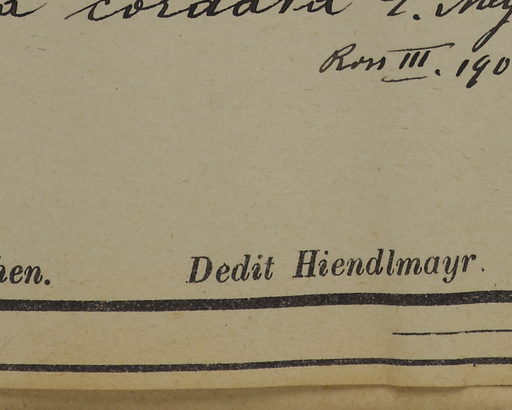 cordata
Ross III. 190
hen. Dedit Hiendlmayr.